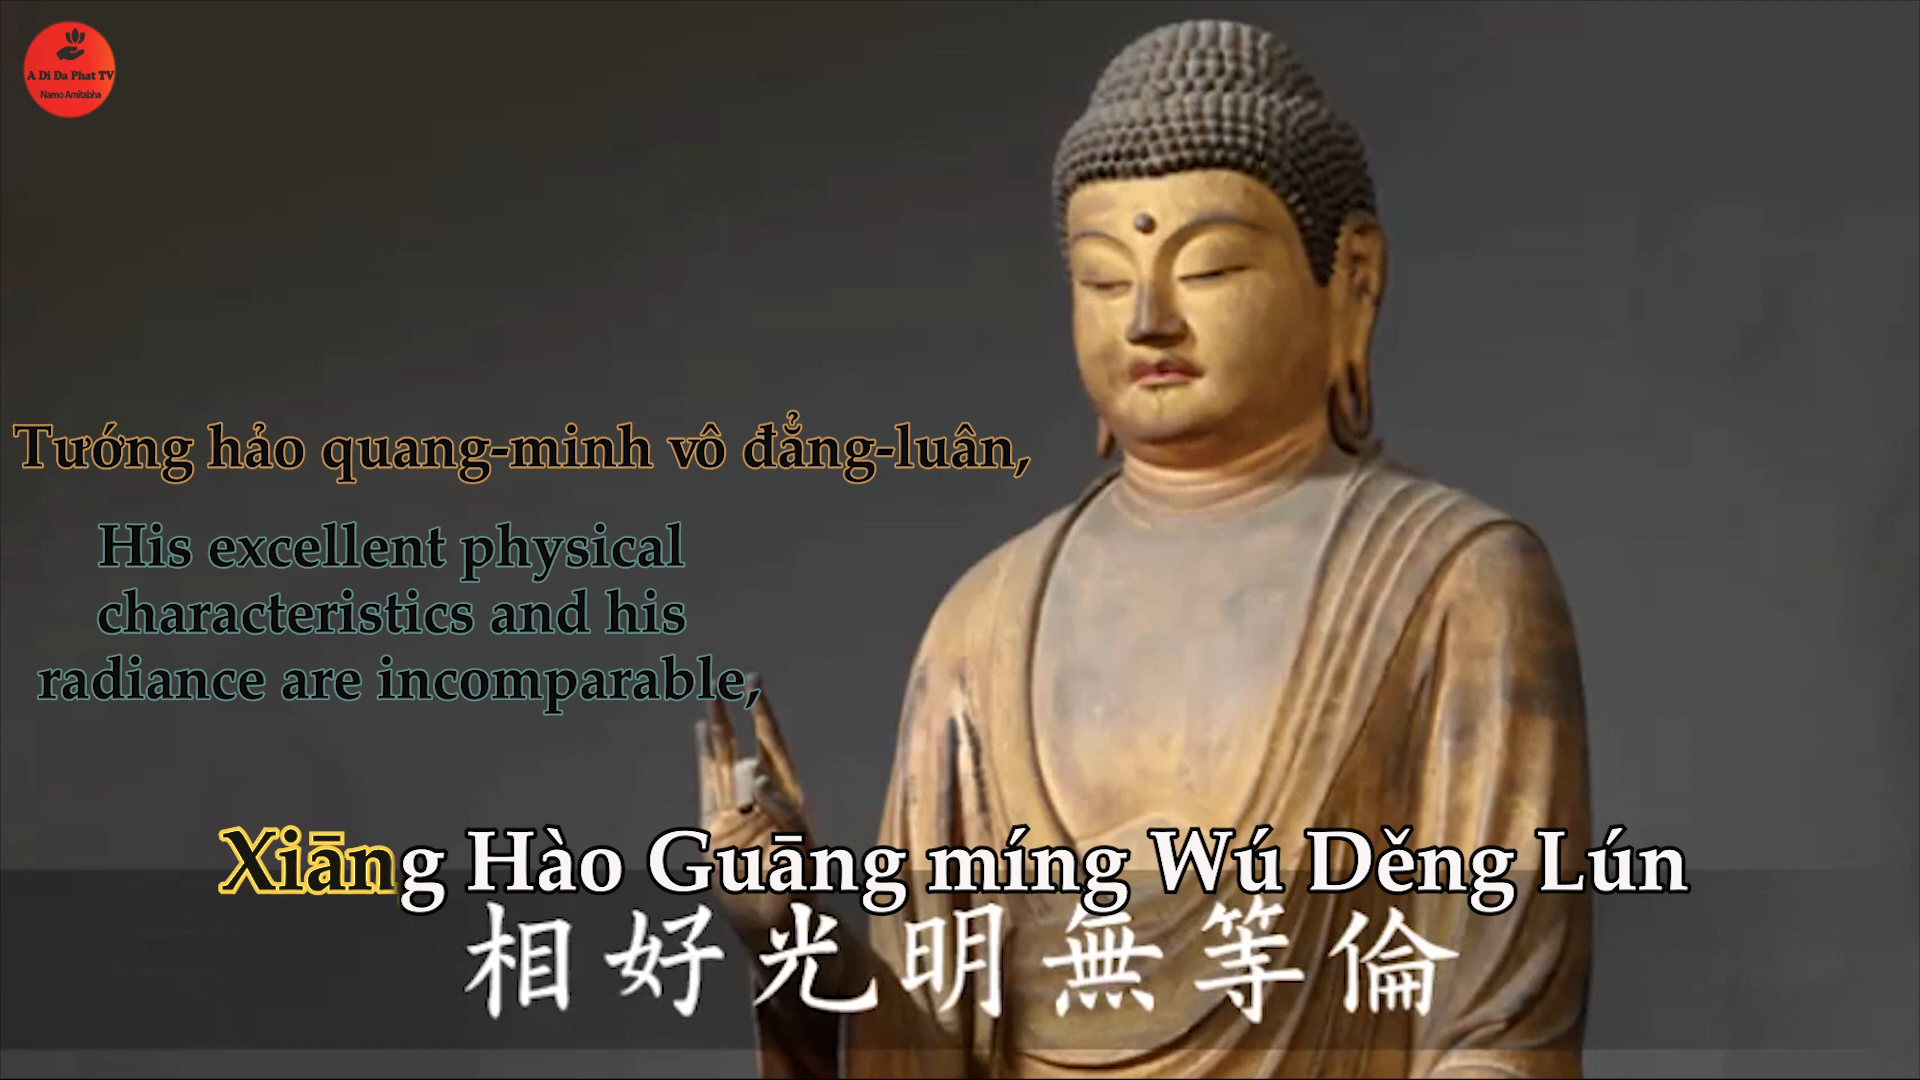 A Di Da Phat TV
Namo Amitabha
Tướng hảo quang-minh vô đẳng-luân,
His excellent physical
characteristics and his
radiance are incomparable,
Xiāng Hào Guāng míng Wú Děng Lún
相好光明無等倫